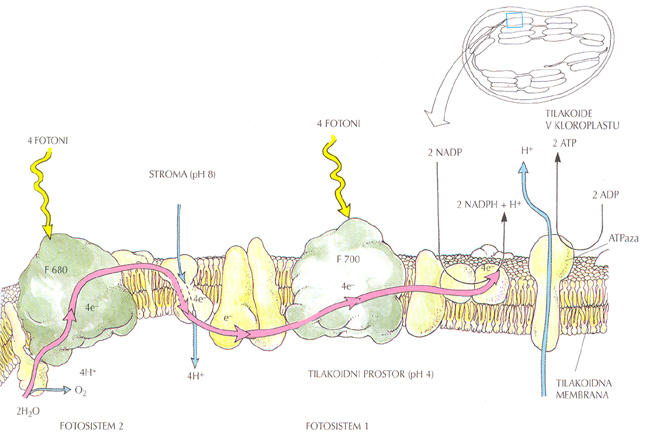 TILAKOIDE
V KLOROPLASTU
4 FOTONI
4 FOTONI
STROMA (pH 8)
2 NADP
H⁺
2 ATP
2 ADP
2 NADPH + H⁺
ATPaza
F 680
F 700
4e⁻
4e⁻
e⁻
4e⁻
4e⁻
4H⁺
4H⁺
O₂
2H₂O
TILAKOIDNI PROSTOR (pH 4)
TILAKOIDNA
MEMBRANA
FOTOSISTEM 2
FOTOSISTEM 1